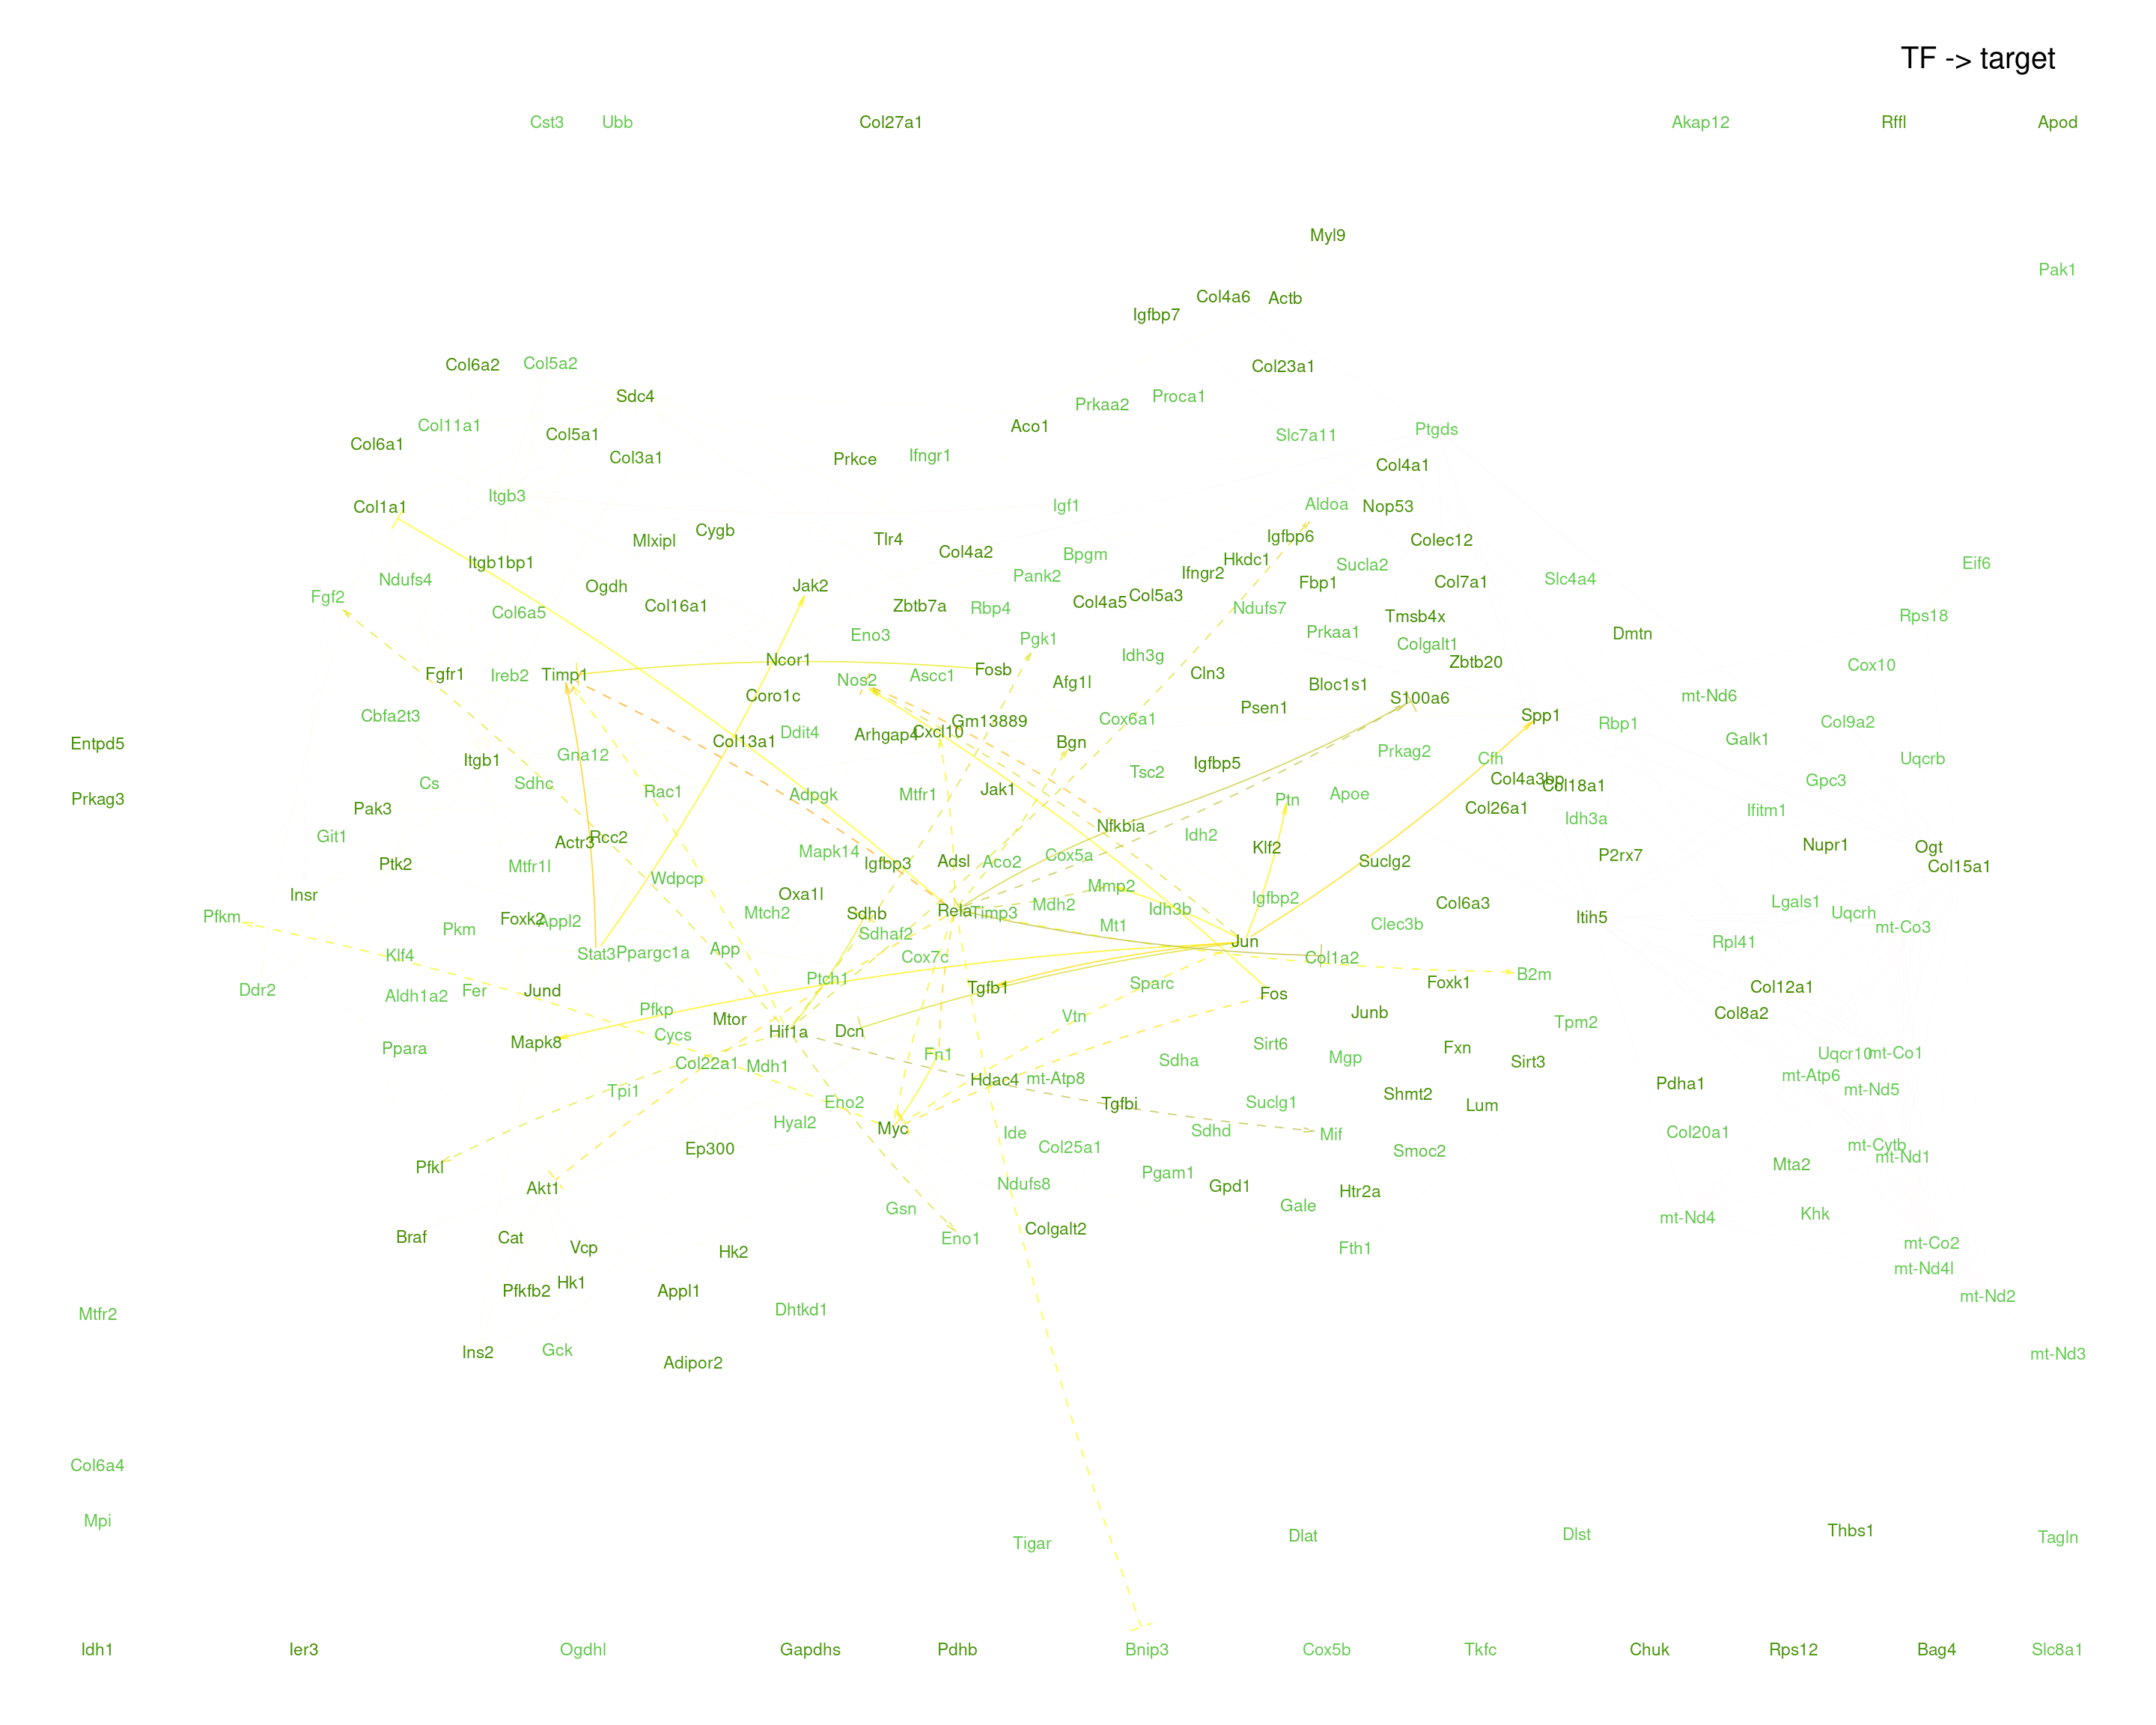 TF -> target
Cst3 Ubb Col27a1 Akap12 Rffl Apod
Myl9
Pak1
Col4a6 Actb
Igfbp7
Col6a2 Col5a2 Col23a1
Sdc4 Prkaa2 Proca1
Col11a1 Aco1
Col6a1 Col5a1 Slc7a11 Ptgds
Col3a1 Prkce Ifngr1 Col4a1
Itgb3
Col1a1 Igf1 Aldoa Nop53
Mlxipl Cygb Tlr4 Igfbp6 Colec12
Itgb1bp1 Col4a2 Bpgm Hkdc1 Sucla2 Eif6
Ndufs4 Ogdh Jak2 Pank2 Ifngr2 Fbp1 Col7a1 Slc4a4
Fgf2 Col6a5 Col16a1 Zbtb7a Rbp4 Col4a5 Col5a3 Ndufs7 Tmsb4x Rps18
Eno3 Pgk1 Prkaa1 Colgalt1 Dmtn
Fgfr1 Ireb2 Timp1 Ncor1 Nos2 Ascc1 Fosb Afg1l Idh3g Cln3 Zbtb20 Cox10
Coro1c Bloc1s1 S100a6 mt-Nd6
Cbfa2t3 Gm13889 Cox6a1 Psen1 Spp1 Rbp1 Col9a2
Entpd5 Col13a1 Ddit4 Arhgap4 Cxcl10 Bgn Galk1
Itgb1 Gna12 Igfbp5 Prkag2 Cfh Uqcrb
Cs Sdhc Tsc2 Col4a3bp Col18a1 Gpc3
Prkag3 Pak3 Rac1 Adpgk Mtfr1 Jak1 Ptn Apoe Col26a1 Ifitm1
Git1 Actr3 Rcc2 Nfkbia Idh2 Idh3a
Ptk2 Mtfr1l Mapk14 Igfbp3 Adsl Aco2 Cox5a Klf2 Suclg2 P2rx7 Nupr1 Ogt
Insr Wdpcp Oxa1l Mmp2 Igfbp2 Col15a1
Pfkm Foxk2 Appl2 Mtch2 Sdhb Rela Timp3 Mdh2 Idh3b Col6a3 Itih5 Lgals1 Uqcrh
Pkm Sdhaf2 Mt1 Jun Clec3b Rpl41 mt-Co3
Klf4 Stat3 Ppargc1a App Cox7c Col1a2
Ddr2 Aldh1a2 Fer Jund Ptch1 Tgfb1 Sparc Fos Foxk1 B2m Col12a1
Pfkp Mtor Hif1a Dcn Vtn Junb Tpm2 Col8a2
Ppara Mapk8 Cycs Col22a1 Mdh1 Fn1 Sdha Sirt6 Mgp Fxn Sirt3 Uqcr10 mt-Co1
Tpi1 Eno2 Hdac4 mt-Atp8 Tgfbi Suclg1 Shmt2 Lum Pdha1 mt-Atp6 mt-Nd5
Hyal2 Myc Ide Sdhd Mif Col20a1
Pfkl Ep300 Col25a1 Pgam1 Smoc2 Mta2 mt-Cytb mt-Nd1
Akt1 Gsn Ndufs8 Gpd1 Gale Htr2a mt-Nd4 Khk
Braf Cat Vcp Hk2 Eno1 Colgalt2 Fth1 mt-Co2
Pfkfb2 Hk1 Appl1 mt-Nd4l
Mtfr2 Dhtkd1 mt-Nd2
Ins2 Gck Adipor2 mt-Nd3
Col6a4
Mpi Tigar Dlat Dlst Thbs1 Tagln
Idh1 Ier3 Ogdhl Gapdhs Pdhb Bnip3 Cox5b Tkfc Chuk Rps12 Bag4 Slc8a1